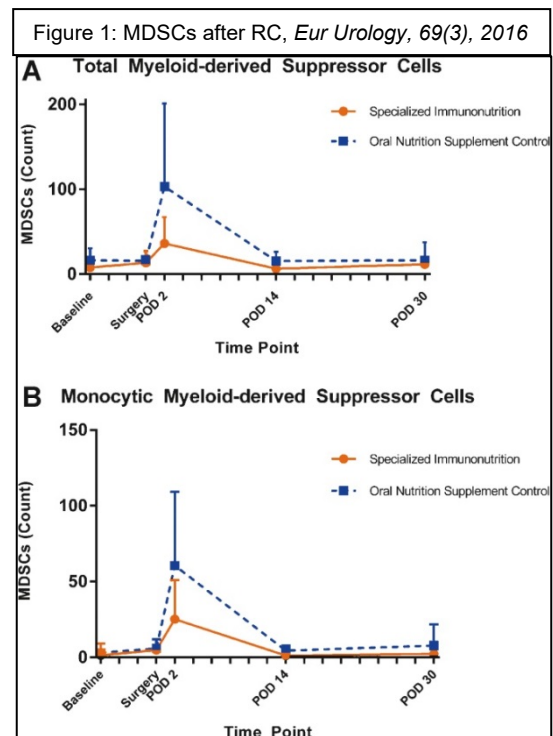 Figure 1: MDSCs after RC, Eur Urology, 69(3), 2016
A Total Myeloid-derived Suppressor Cells
MDSCs (Count)
200
100
0
Specialized Immunonutrition
Oral Nutrition Supplement Control
Baseline
Surgery
POD 2
POD 14
POD 30
Time Point
B Monocytic Myeloid-derived Suppressor Cells
MDSCs (Count)
150
100
50
0
Specialized Immunonutrition
Oral Nutrition Supplement Control
Baseline
Surgery
POD 2
POD 14
POD 30
Time Point